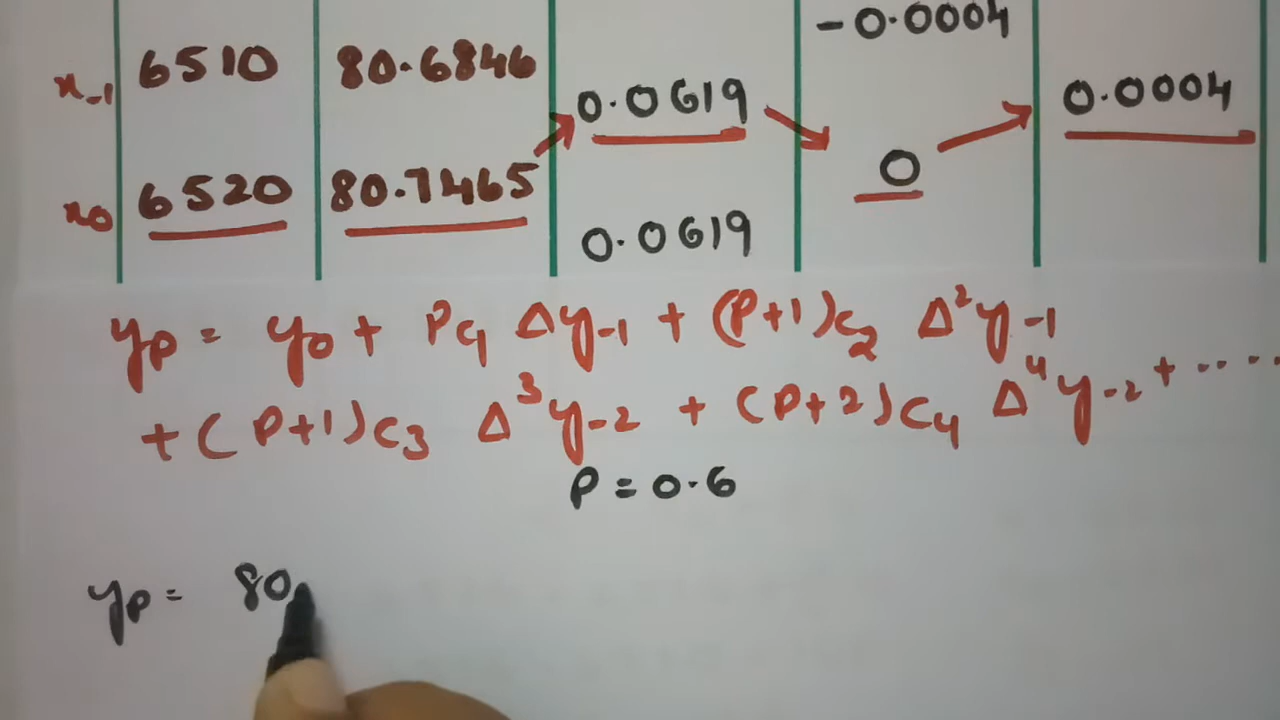 -0.0004
x-1 6510 80.6846 0.0619 0.0004
x0 6520 80.7465 0
0.0619
yp = y0 + Pc1 Δy-1 + (P+1)c2 Δ²y-1
+ (P+1)c3 Δ³y-2 + (P+2)c4 Δ⁴y-2 + ....
P = 0.6
yp = 80.